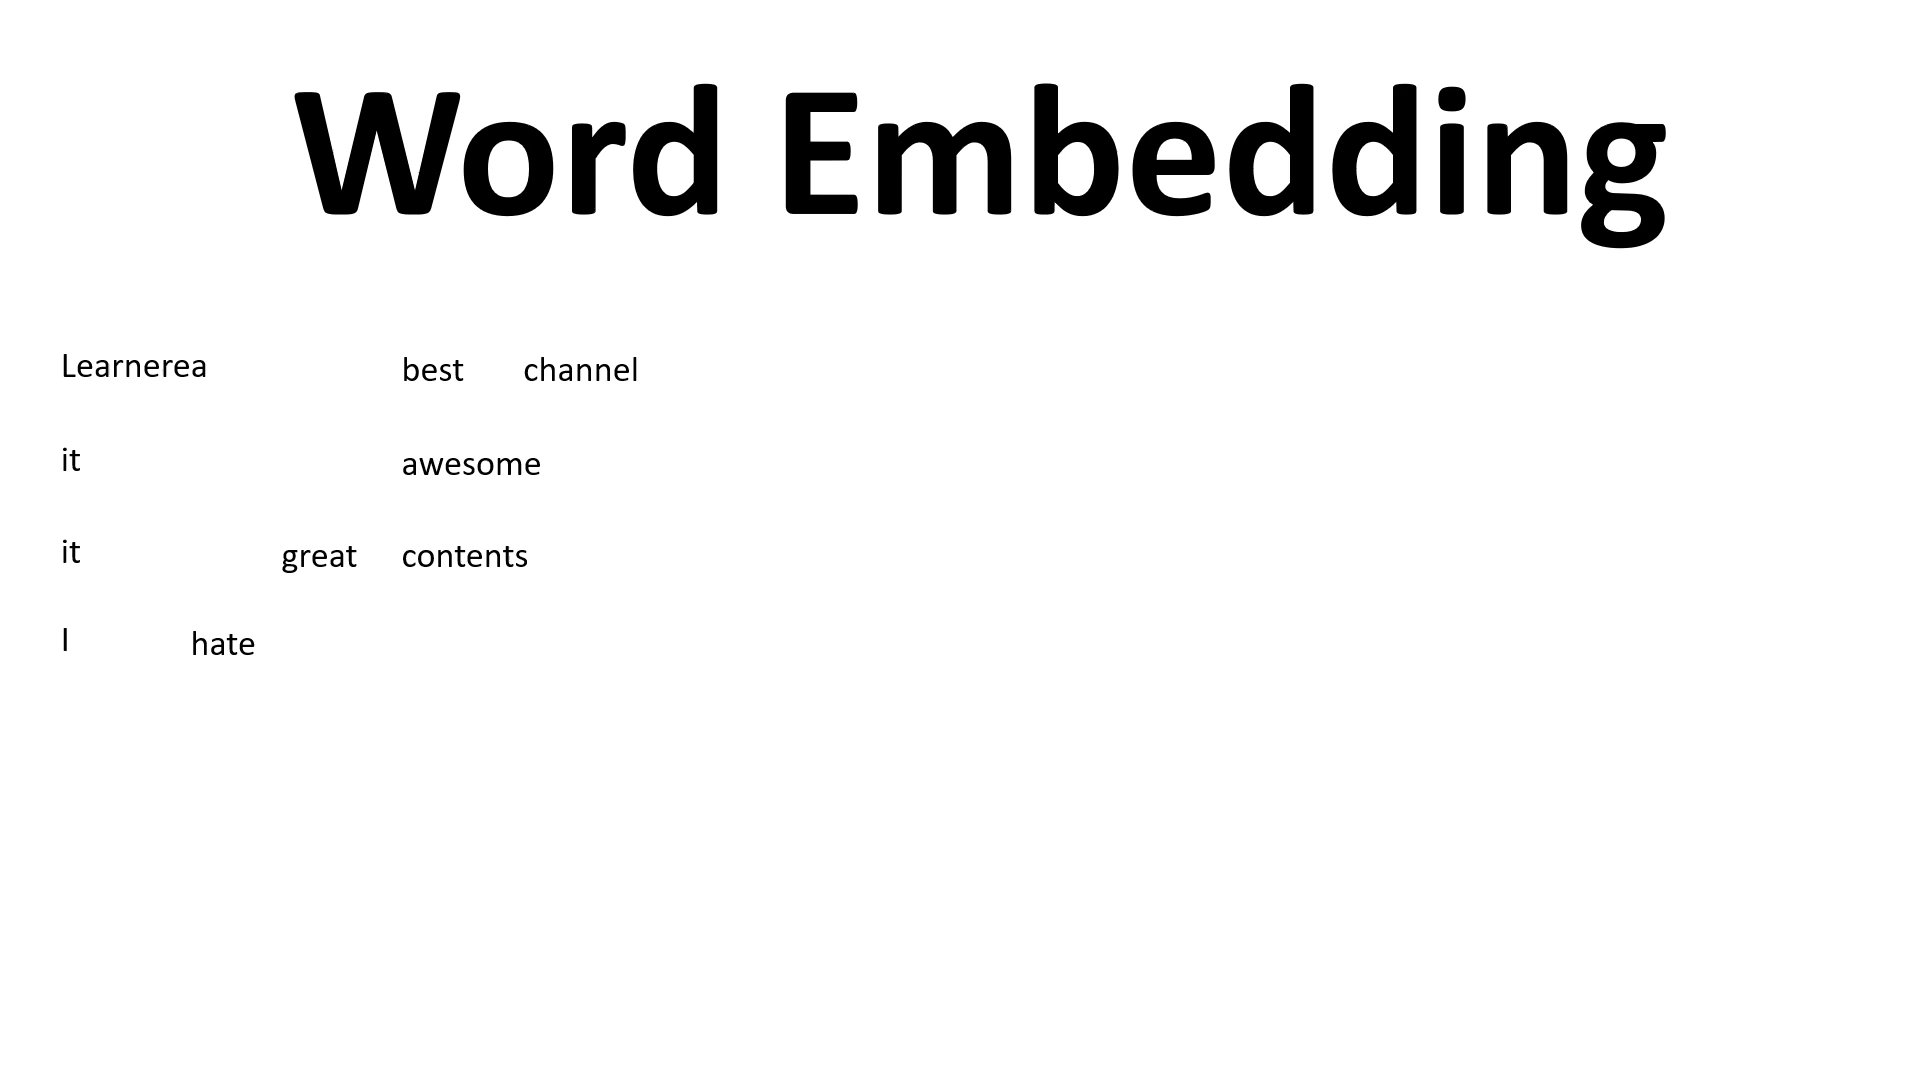 Word Embedding
Learnerea best channel
it awesome
it great contents
I hate